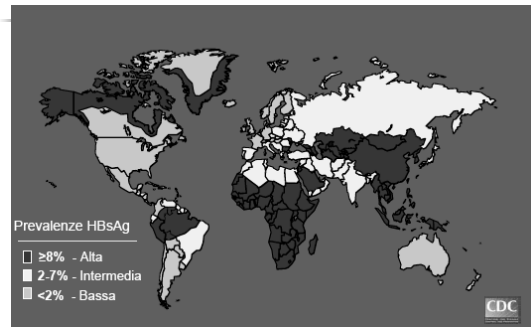 Prevalenze HBsAg
≥8% - Alta
2-7% - Intermedia
<2% - Bassa
CDC